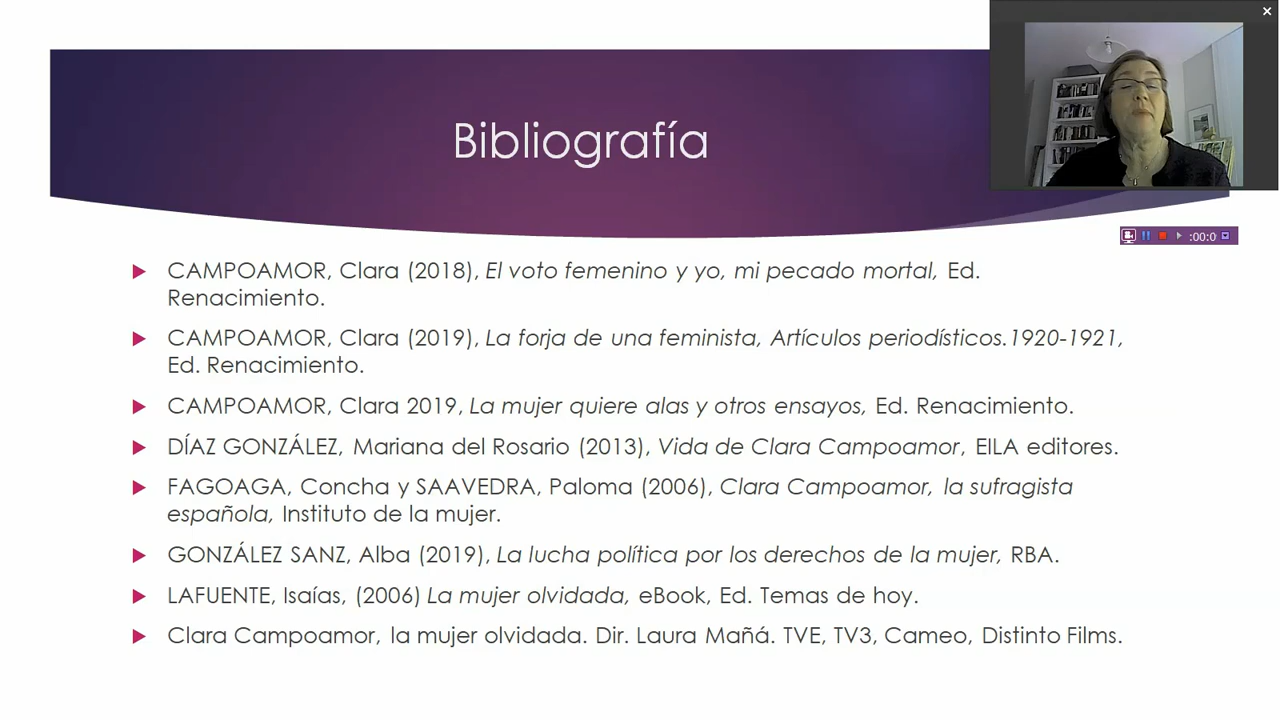 Bibliografía
:00:0
CAMPOAMOR, Clara (2018), El voto femenino y yo, mi pecado mortal, Ed.
Renacimiento.
CAMPOAMOR, Clara (2019), La forja de una feminista, Artículos periodísticos.1920-1921,
Ed. Renacimiento.
CAMPOAMOR, Clara 2019, La mujer quiere alas y otros ensayos, Ed. Renacimiento.
DÍAZ GONZÁLEZ, Mariana del Rosario (2013), Vida de Clara Campoamor, EILA editores.
FAGOAGA, Concha y SAAVEDRA, Paloma (2006), Clara Campoamor, la sufragista
española, Instituto de la mujer.
GONZÁLEZ SANZ, Alba (2019), La lucha política por los derechos de la mujer, RBA.
LAFUENTE, Isaías, (2006) La mujer olvidada, eBook, Ed. Temas de hoy.
Clara Campoamor, la mujer olvidada. Dir. Laura Mañá. TVE, TV3, Cameo, Distinto Films.